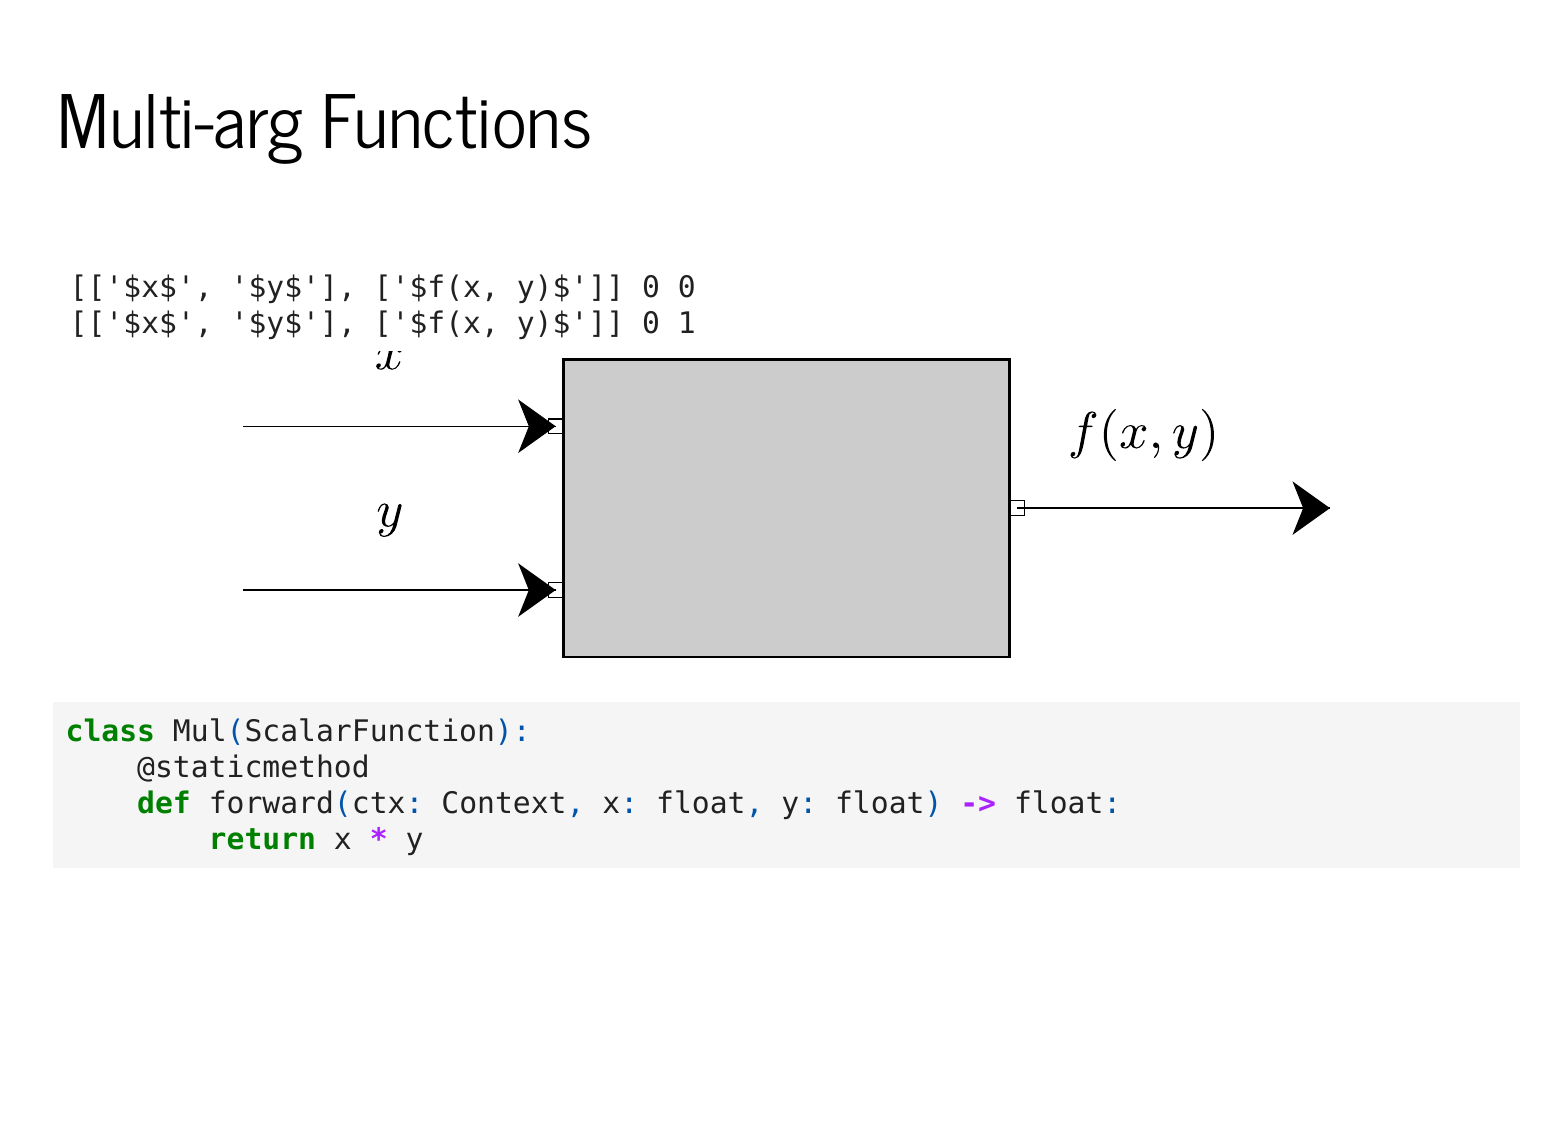 Multi-arg Functions
[['$x$', '$y$'], ['$f(x, y)$']] 0 0
[['$x$', '$y$'], ['$f(x, y)$']] 0 1
x
f(x, y)
y
class Mul(ScalarFunction):
    @staticmethod
    def forward(ctx: Context, x: float, y: float) -> float:
        return x * y